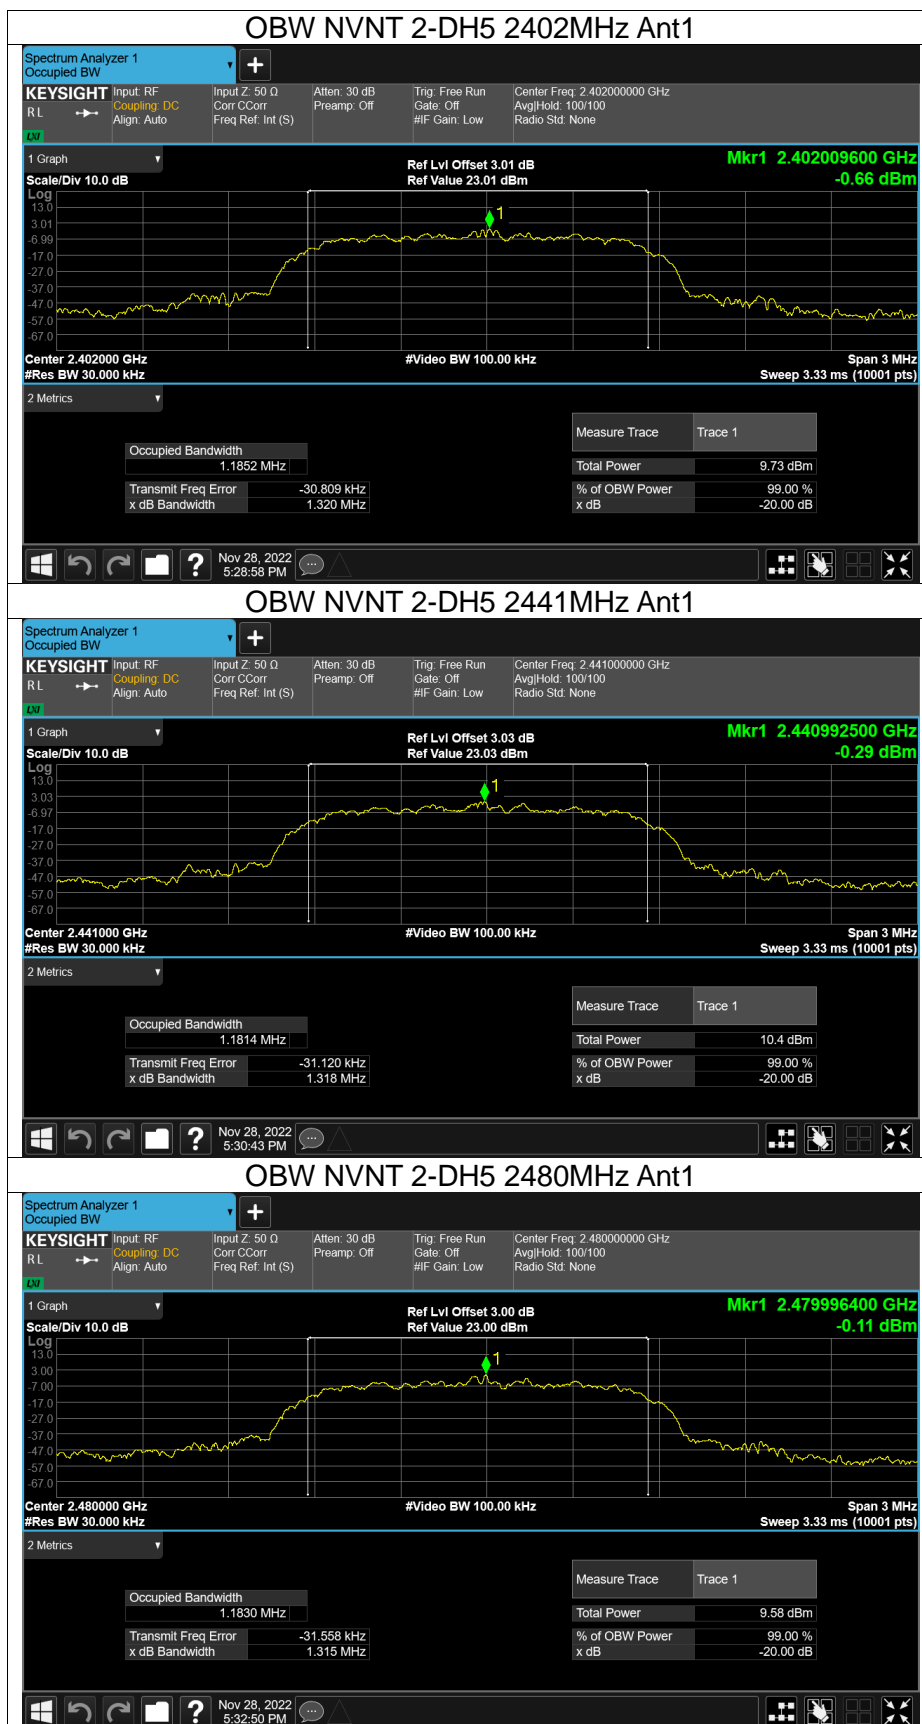 OBW NVNT 2-DH5 2402MHz Ant1
Spectrum Analyzer 1
Occupied BW
KEYSIGHT Input: RF Input Z: 50 Ω Atten: 30 dB Trig: Free Run Center Freq: 2.402000000 GHz
R L Coupling: DC Corr CCorr Preamp: Off Gate: Off Avg|Hold: 100/100
Align: Auto Freq Ref: Int (S) #IF Gain: Low Radio Std: None
LXI
1 Graph Ref Lvl Offset 3.01 dB Mkr1 2.402009600 GHz
Scale/Div 10.0 dB Ref Value 23.01 dBm -0.66 dBm
Log
13.0
1
3.01
-6.99
-17.0
-27.0
-37.0
-47.0
-57.0
-67.0
Center 2.402000 GHz #Video BW 100.00 kHz Span 3 MHz
#Res BW 30.000 kHz Sweep 3.33 ms (10001 pts)
2 Metrics
Measure Trace Trace 1
Occupied Bandwidth
1.1852 MHz Total Power 9.73 dBm
Transmit Freq Error -30.809 kHz % of OBW Power 99.00 %
x dB Bandwidth 1.320 MHz x dB -20.00 dB
? Nov 28, 2022
5:28:58 PM
OBW NVNT 2-DH5 2441MHz Ant1
Spectrum Analyzer 1
Occupied BW
KEYSIGHT Input: RF Input Z: 50 Ω Atten: 30 dB Trig: Free Run Center Freq: 2.441000000 GHz
R L Coupling: DC Corr CCorr Preamp: Off Gate: Off Avg|Hold: 100/100
Align: Auto Freq Ref: Int (S) #IF Gain: Low Radio Std: None
LXI
1 Graph Ref Lvl Offset 3.03 dB Mkr1 2.440992500 GHz
Scale/Div 10.0 dB Ref Value 23.03 dBm -0.29 dBm
Log
13.0
1
3.03
-6.97
-17.0
-27.0
-37.0
-47.0
-57.0
-67.0
Center 2.441000 GHz #Video BW 100.00 kHz Span 3 MHz
#Res BW 30.000 kHz Sweep 3.33 ms (10001 pts)
2 Metrics
Measure Trace Trace 1
Occupied Bandwidth
1.1814 MHz Total Power 10.4 dBm
Transmit Freq Error -31.120 kHz % of OBW Power 99.00 %
x dB Bandwidth 1.318 MHz x dB -20.00 dB
? Nov 28, 2022
5:30:43 PM
OBW NVNT 2-DH5 2480MHz Ant1
Spectrum Analyzer 1
Occupied BW
KEYSIGHT Input: RF Input Z: 50 Ω Atten: 30 dB Trig: Free Run Center Freq: 2.480000000 GHz
R L Coupling: DC Corr CCorr Preamp: Off Gate: Off Avg|Hold: 100/100
Align: Auto Freq Ref: Int (S) #IF Gain: Low Radio Std: None
LXI
1 Graph Ref Lvl Offset 3.00 dB Mkr1 2.479996400 GHz
Scale/Div 10.0 dB Ref Value 23.00 dBm -0.11 dBm
Log
13.0
1
3.00
-7.00
-17.0
-27.0
-37.0
-47.0
-57.0
-67.0
Center 2.480000 GHz #Video BW 100.00 kHz Span 3 MHz
#Res BW 30.000 kHz Sweep 3.33 ms (10001 pts)
2 Metrics
Measure Trace Trace 1
Occupied Bandwidth
1.1830 MHz Total Power 9.58 dBm
Transmit Freq Error -31.558 kHz % of OBW Power 99.00 %
x dB Bandwidth 1.315 MHz x dB -20.00 dB
? Nov 28, 2022
5:32:50 PM